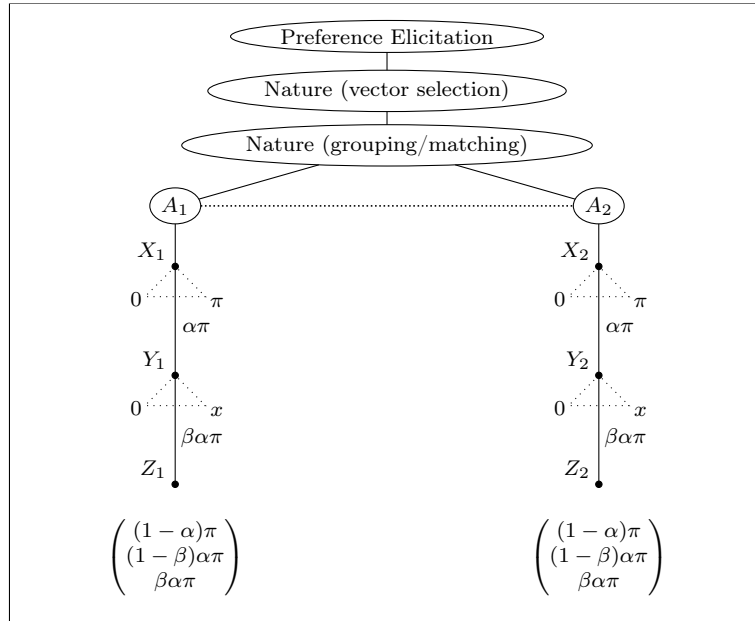 Preference Elicitation
Nature (vector selection)
Nature (grouping/matching)
A₁ A₂
X₁ X₂
0 π 0 π
απ απ
Y₁ Y₂
0 x 0 x
βαπ βαπ
Z₁ Z₂
(1 − α)π (1 − α)π
(1 − β)απ (1 − β)απ
βαπ βαπ